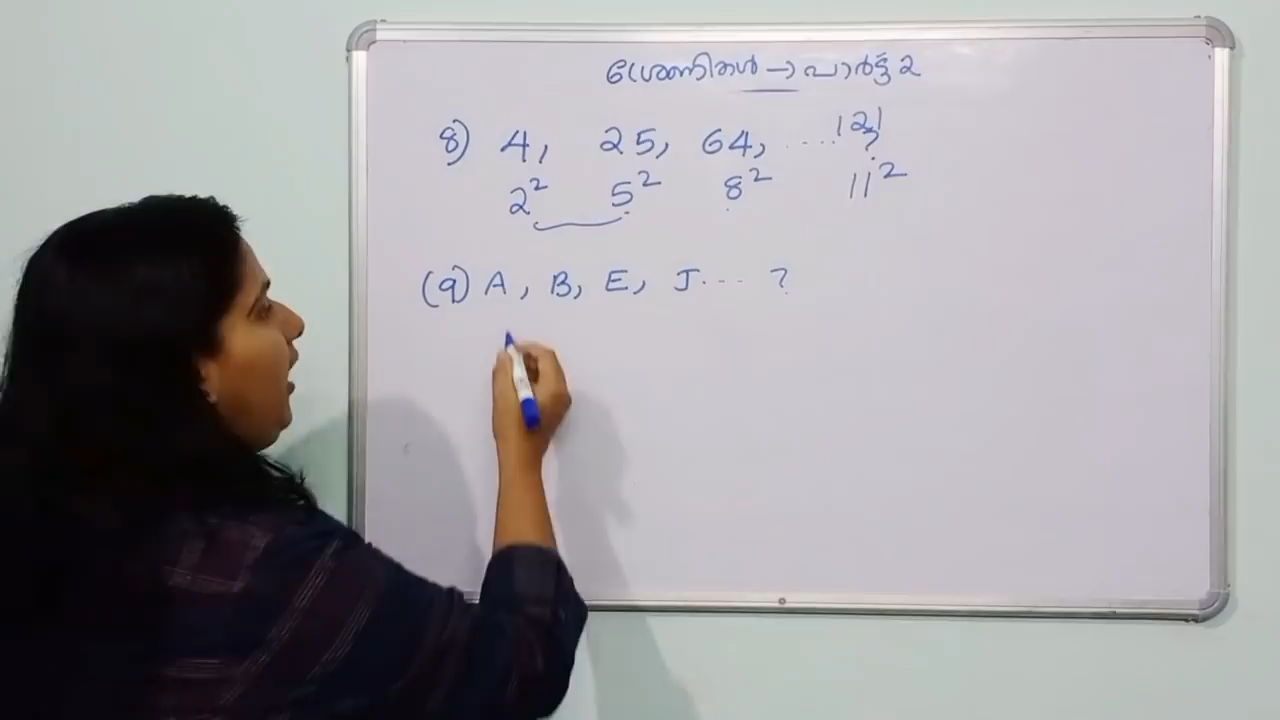 ശ്രേണികൾ → പാർട്ട് 2
8) 4, 25, 64, .... 121 ?
2² 5² 8² 11²
(9) A, B, E, J... ?